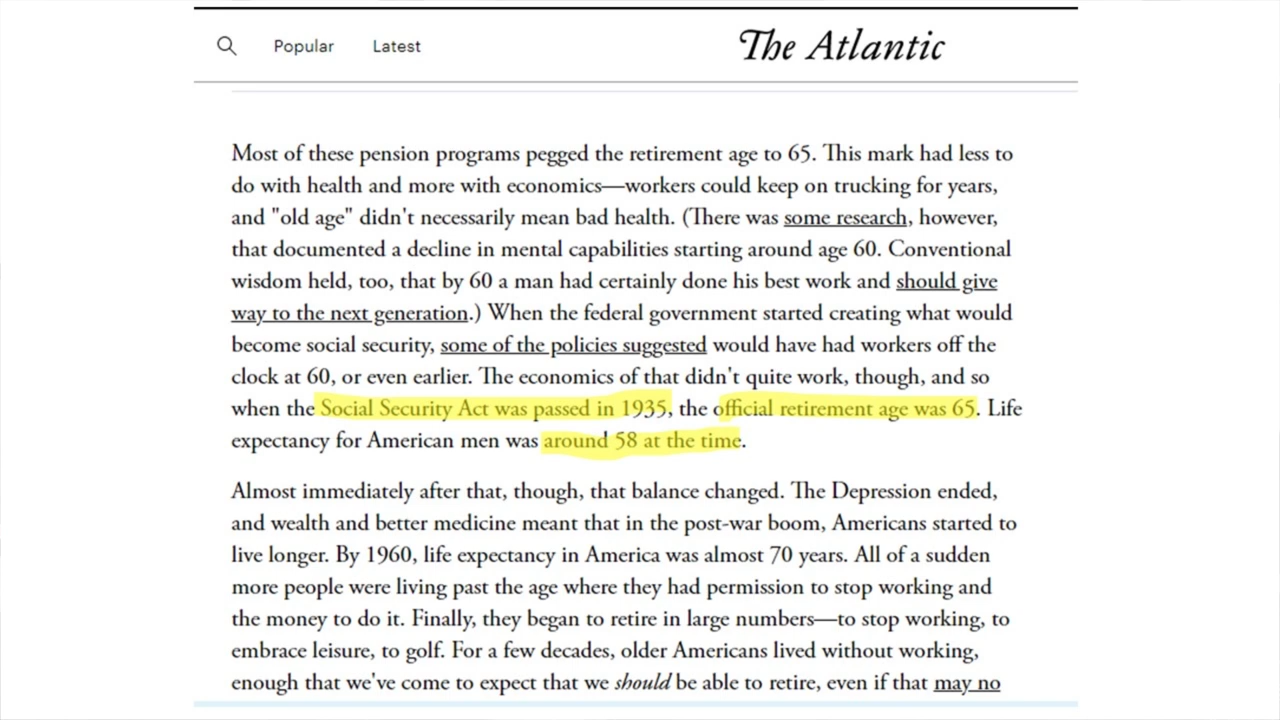 Popular Latest The Atlantic
Most of these pension programs pegged the retirement age to 65. This mark had less to
do with health and more with economics—workers could keep on trucking for years,
and "old age" didn't necessarily mean bad health. (There was some research, however,
that documented a decline in mental capabilities starting around age 60. Conventional
wisdom held, too, that by 60 a man had certainly done his best work and should give
way to the next generation.) When the federal government started creating what would
become social security, some of the policies suggested would have had workers off the
clock at 60, or even earlier. The economics of that didn't quite work, though, and so
when the Social Security Act was passed in 1935, the official retirement age was 65. Life
expectancy for American men was around 58 at the time.
Almost immediately after that, though, that balance changed. The Depression ended,
and wealth and better medicine meant that in the post-war boom, Americans started to
live longer. By 1960, life expectancy in America was almost 70 years. All of a sudden
more people were living past the age where they had permission to stop working and
the money to do it. Finally, they began to retire in large numbers—to stop working, to
embrace leisure, to golf. For a few decades, older Americans lived without working,
enough that we've come to expect that we should be able to retire, even if that may no